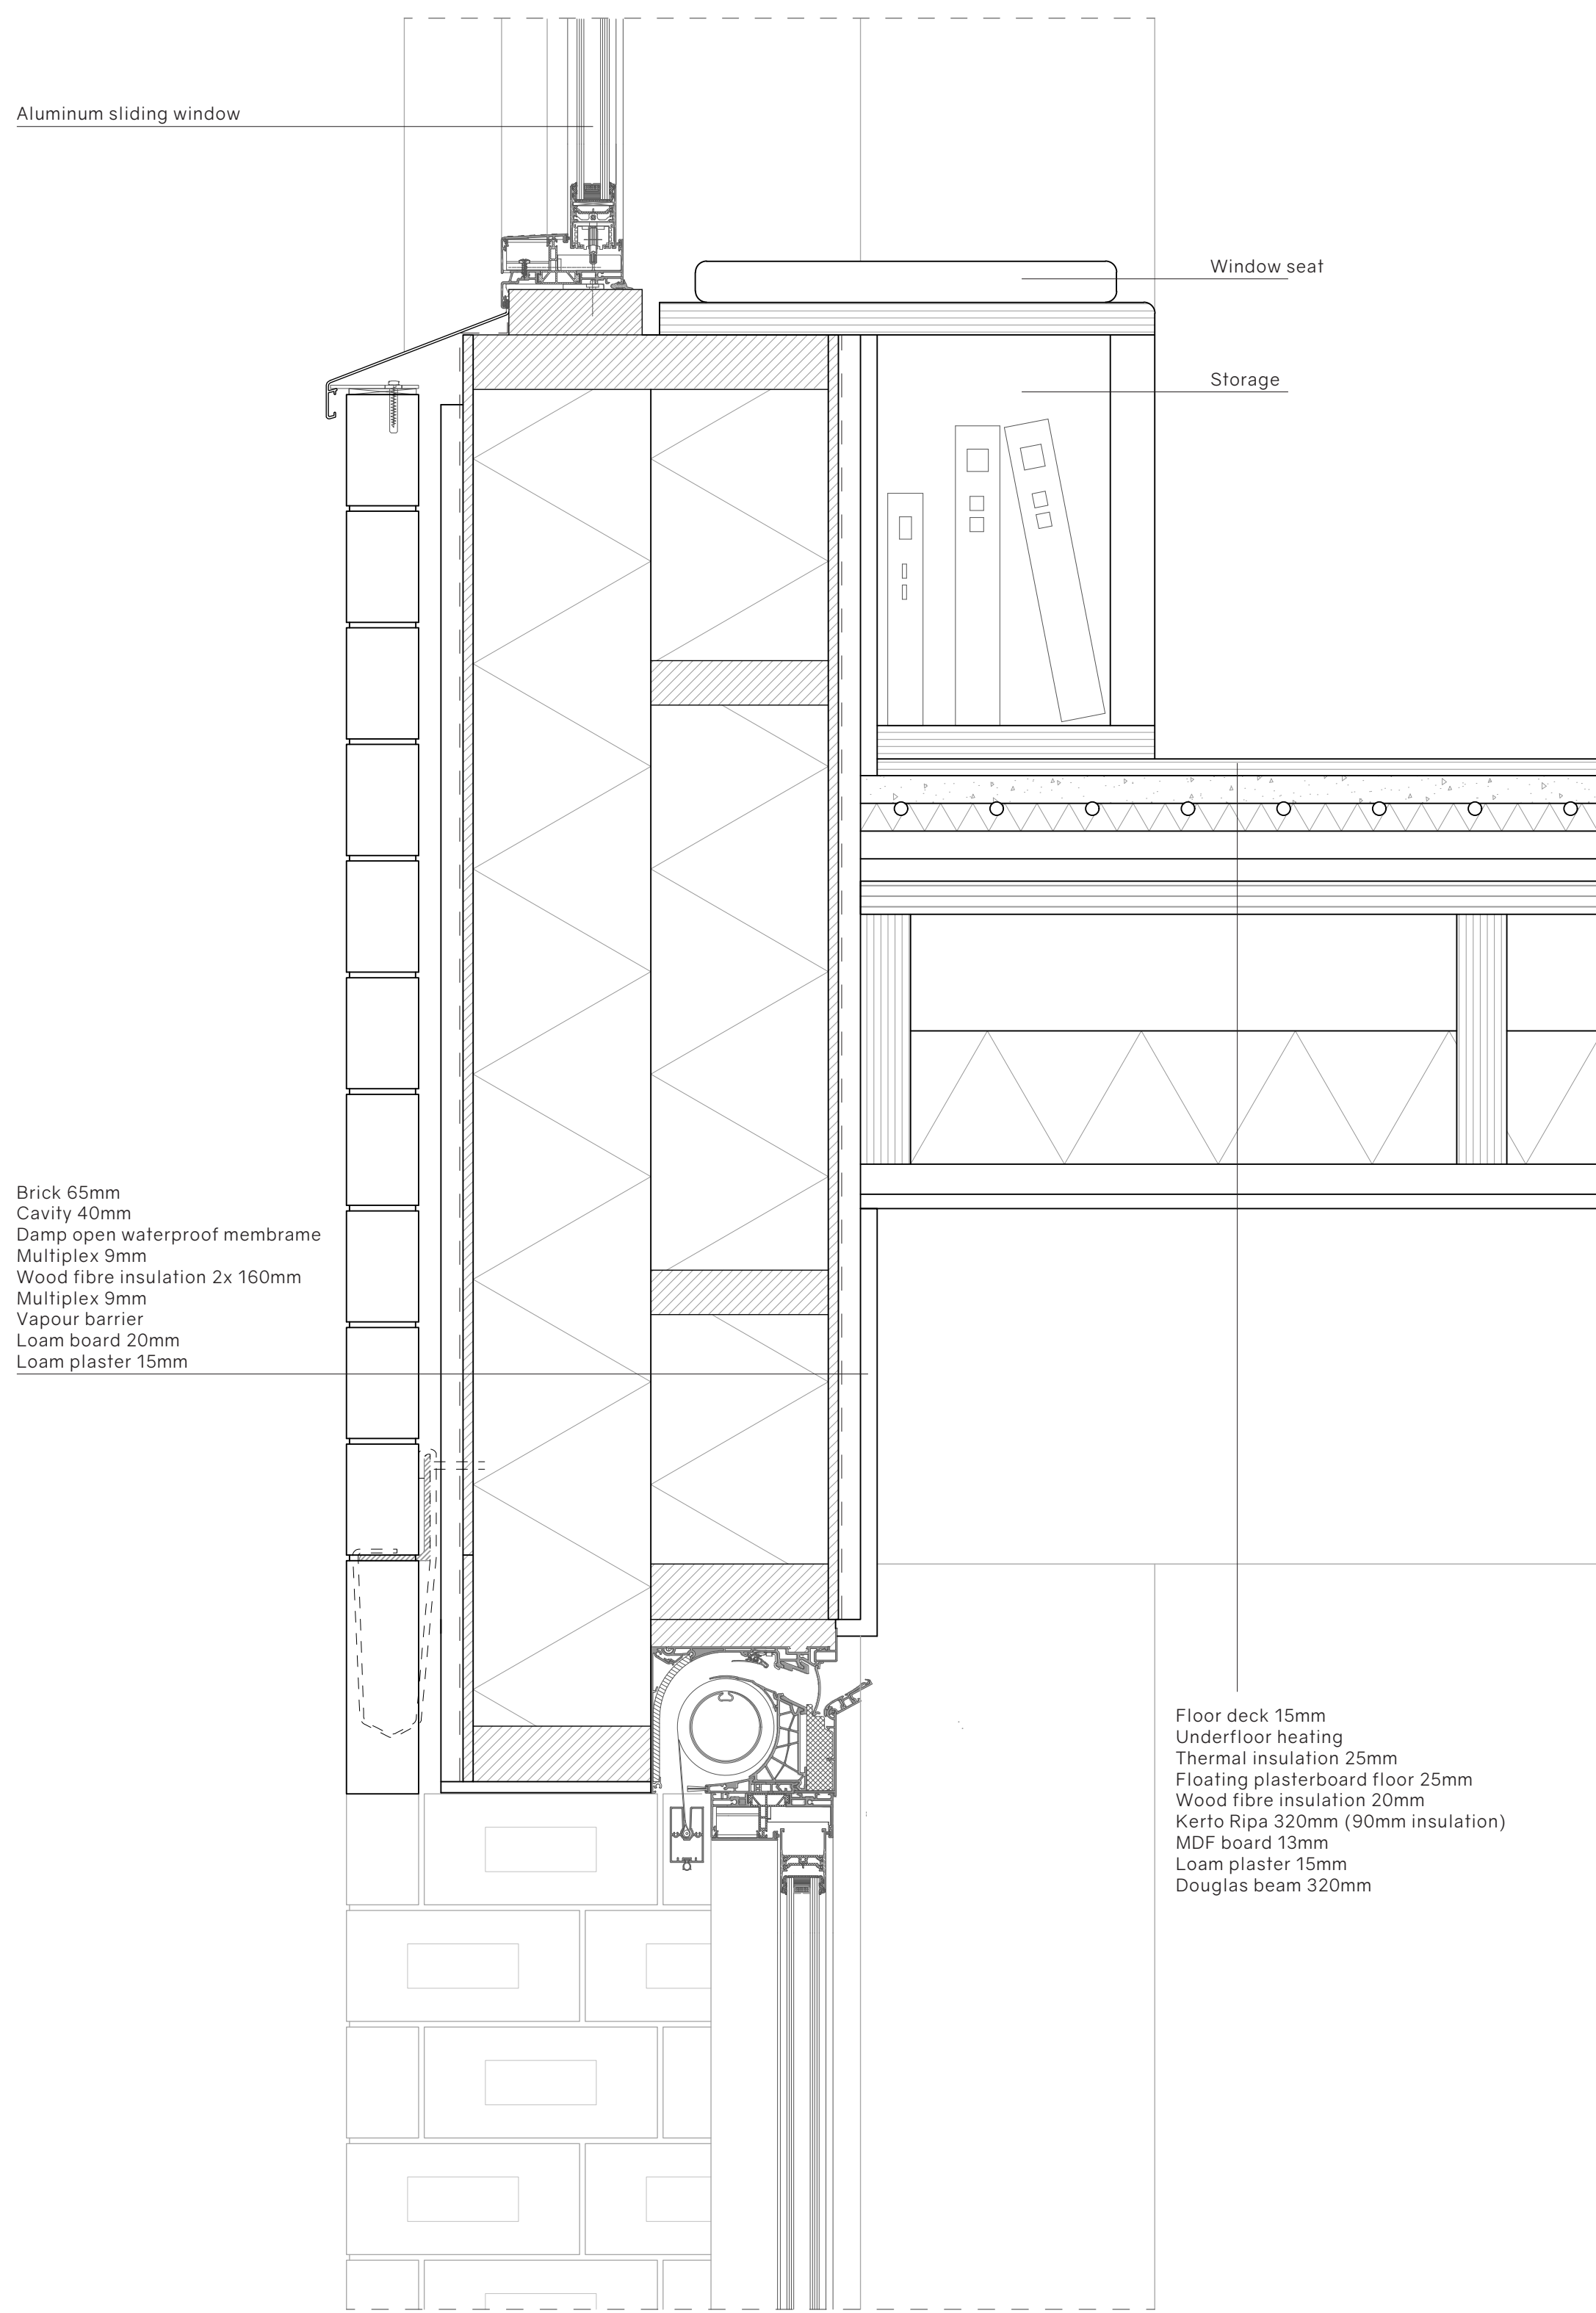 Aluminum sliding window
Window seat
Storage
Brick 65mm
Cavity 40mm
Damp open waterproof membrame
Multiplex 9mm
Wood fibre insulation 2x 160mm
Multiplex 9mm
Vapour barrier
Loam board 20mm
Loam plaster 15mm
Floor deck 15mm
Underfloor heating
Thermal insulation 25mm
Floating plasterboard floor 25mm
Wood fibre insulation 20mm
Kerto Ripa 320mm (90mm insulation)
MDF board 13mm
Loam plaster 15mm
Douglas beam 320mm